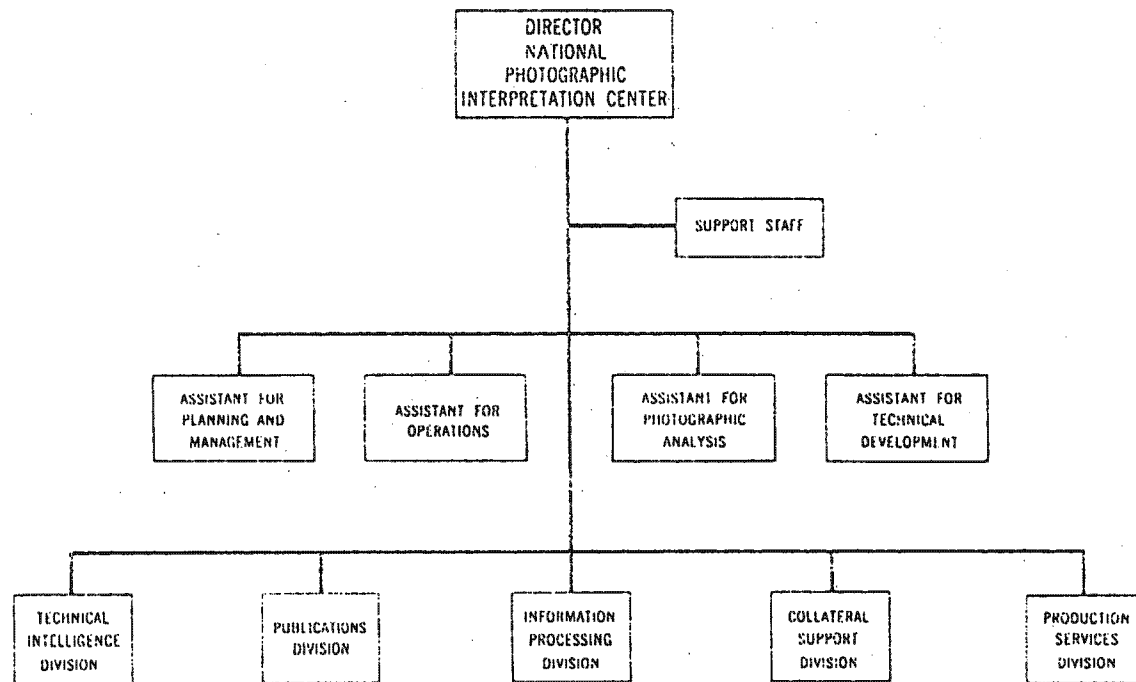 DIRECTOR
NATIONAL
PHOTOGRAPHIC
INTERPRETATION CENTER
SUPPORT STAFF
ASSISTANT FOR
PLANNING AND
MANAGEMENT
ASSISTANT FOR
OPERATIONS
ASSISTANT FOR
PHOTOGRAPHIC
ANALYSIS
ASSISTANT FOR
TECHNICAL
DEVELOPMENT
TECHNICAL
INTELLIGENCE
DIVISION
PUBLICATIONS
DIVISION
INFORMATION
PROCESSING
DIVISION
COLLATERAL
SUPPORT
DIVISION
PRODUCTION
SERVICES
DIVISION